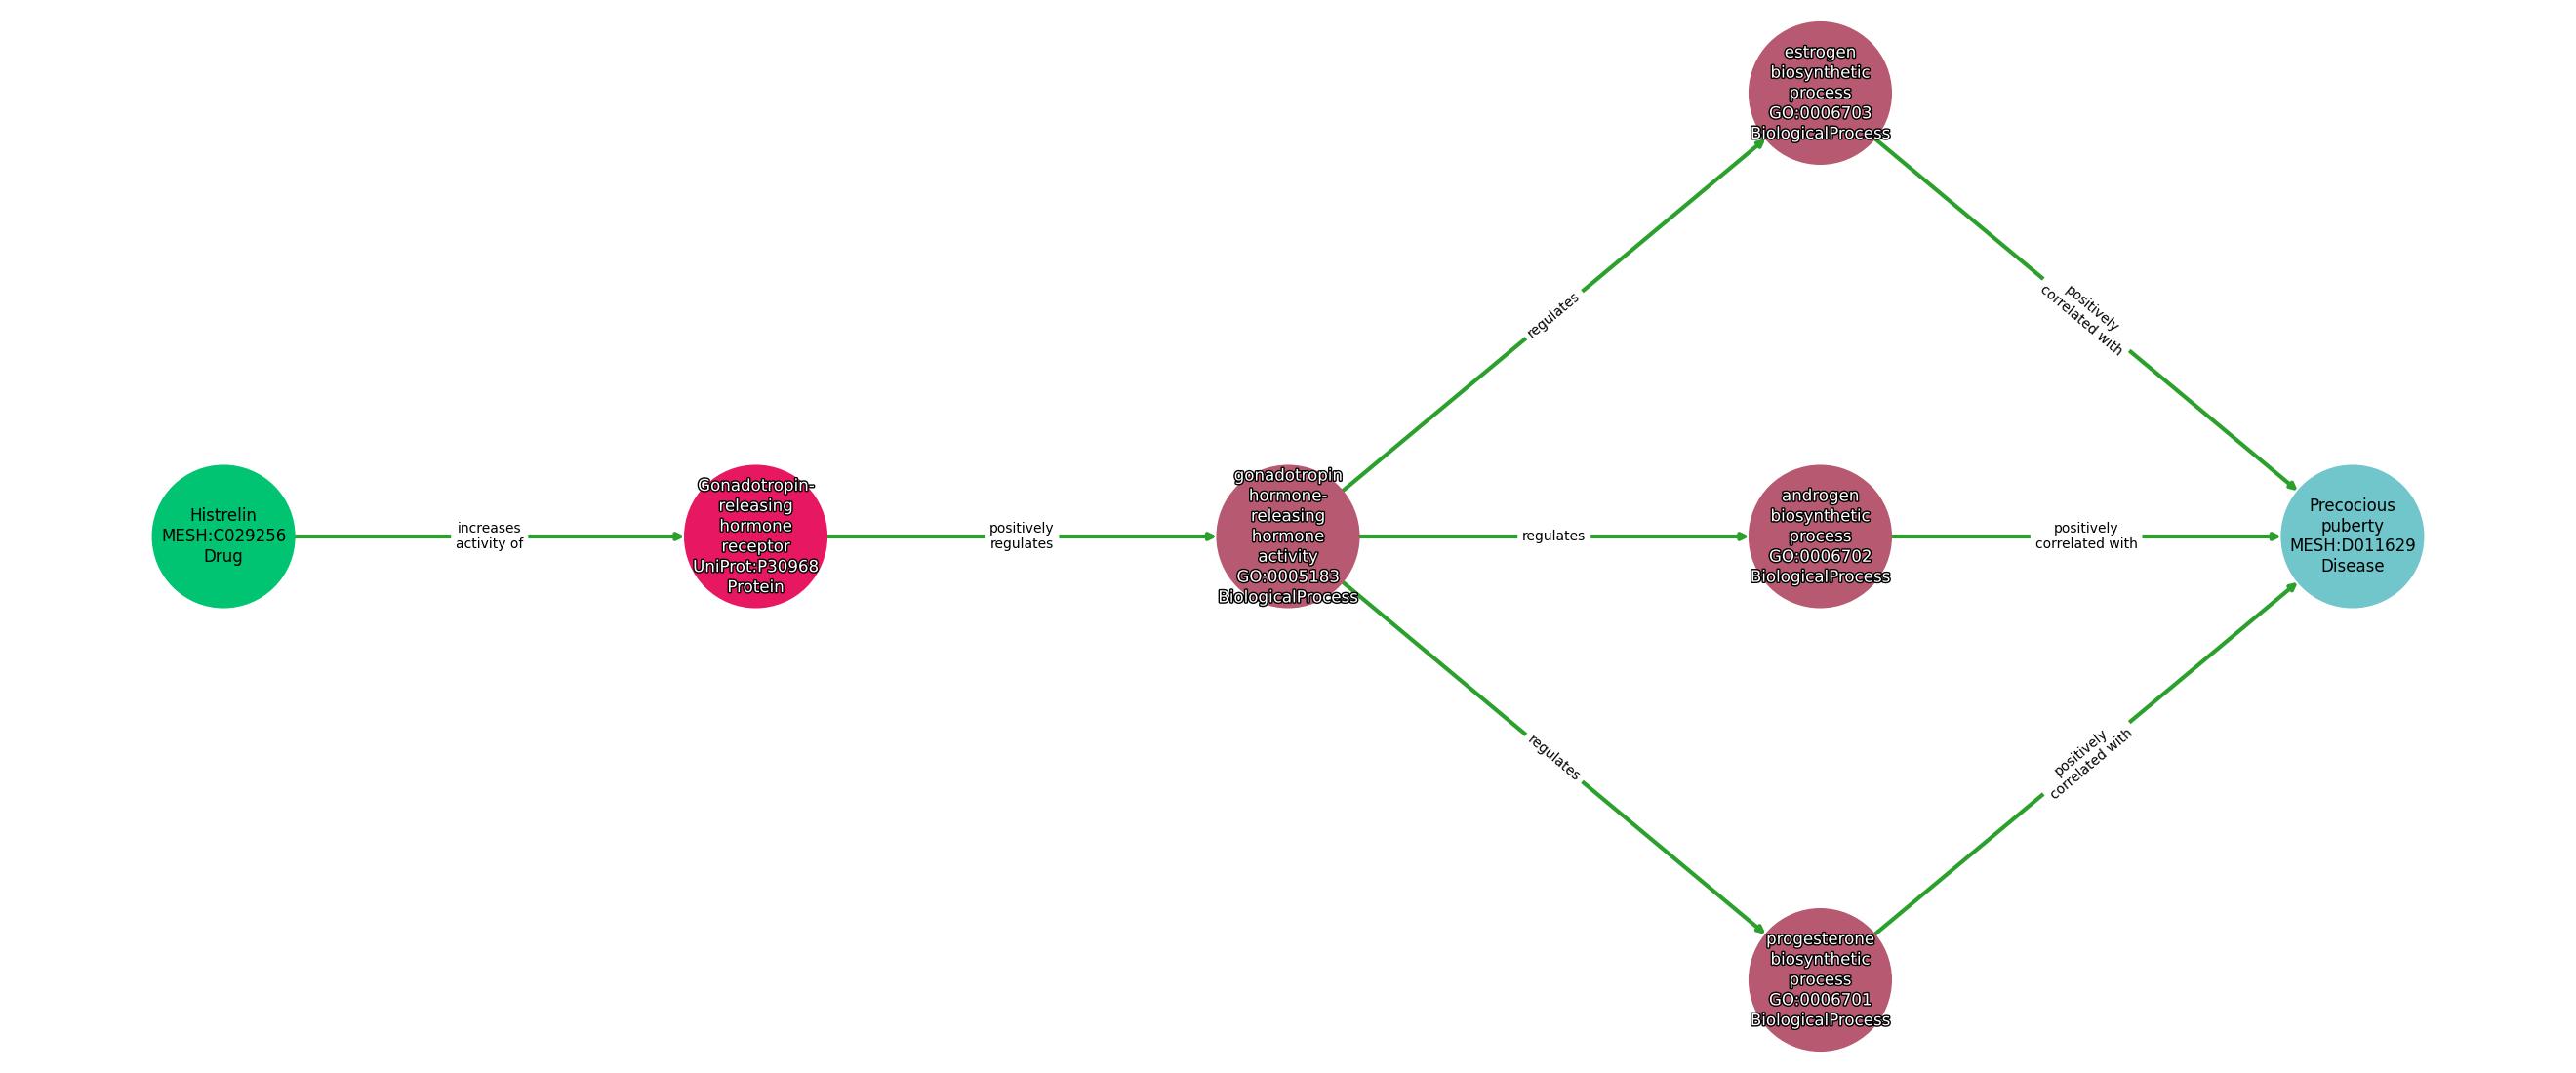 Histrelin
MESH:C029256
Drug
increases
activity of
Gonadotropin-
releasing
hormone
receptor
UniProt:P30968
Protein
positively
regulates
gonadotropin
hormone-
releasing
hormone
activity
GO:0005183
BiologicalProcess
regulates
estrogen
biosynthetic
process
GO:0006703
BiologicalProcess
positively
correlated with
regulates
androgen
biosynthetic
process
GO:0006702
BiologicalProcess
positively
correlated with
regulates
progesterone
biosynthetic
process
GO:0006701
BiologicalProcess
positively
correlated with
Precocious
puberty
MESH:D011629
Disease